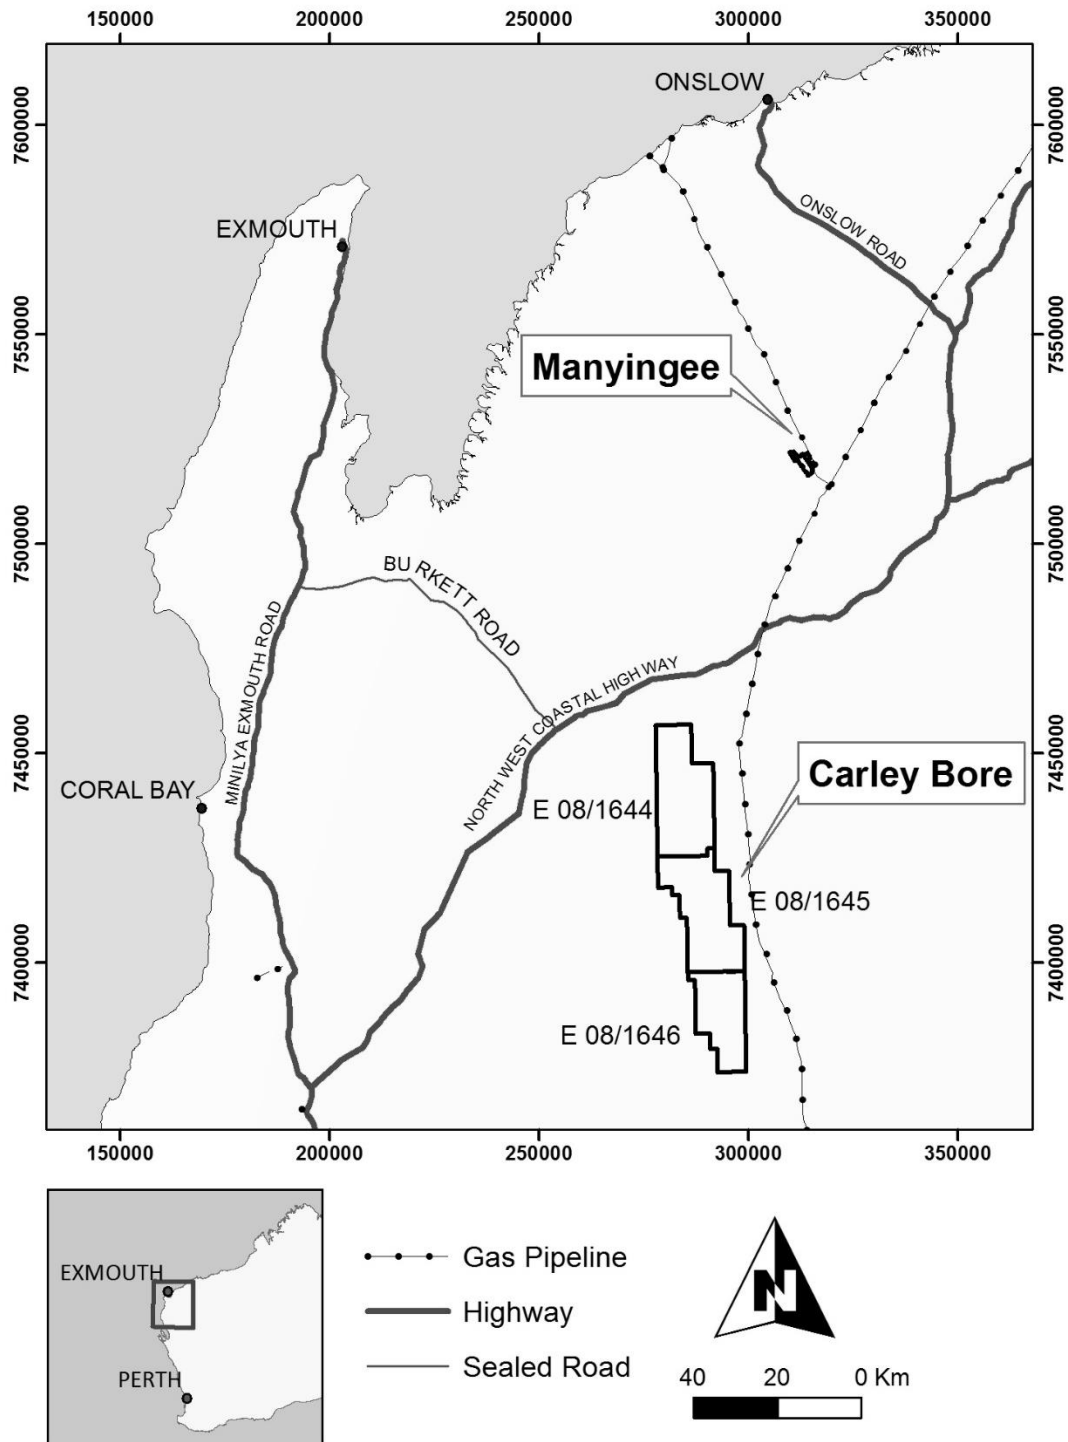 150000 200000 250000 300000 350000
ONSLOW
7600000 7600000
EXMOUTH
ONSLOW ROAD
7550000 7550000
Manyingee
7500000 7500000
BU RKETT ROAD
MINILYA EXMOUTH ROAD
NORTH WEST COASTAL HIGH WAY
7450000 7450000
Carley Bore
CORAL BAY
E 08/1644
E 08/1645
7400000 7400000
E 08/1646
150000 200000 250000 300000 350000
EXMOUTH
PERTH
Gas Pipeline
Highway
Sealed Road
N
40 20 0 Km